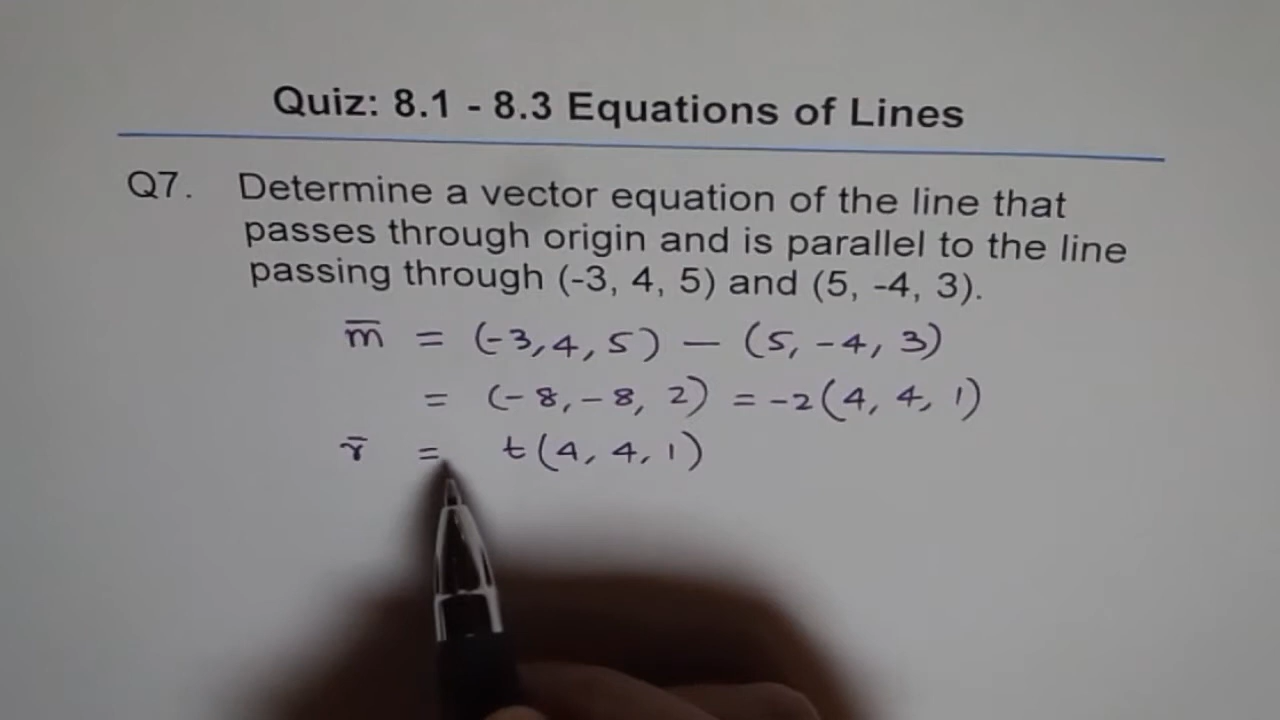 Quiz: 8.1 - 8.3 Equations of Lines
Q7. Determine a vector equation of the line that
passes through origin and is parallel to the line
passing through (-3, 4, 5) and (5, -4, 3).
m̅ = (-3, 4, 5) — (5, -4, 3)
= (-8, -8, 2) = -2(4, 4, 1)
r̅ = t(4, 4, 1)